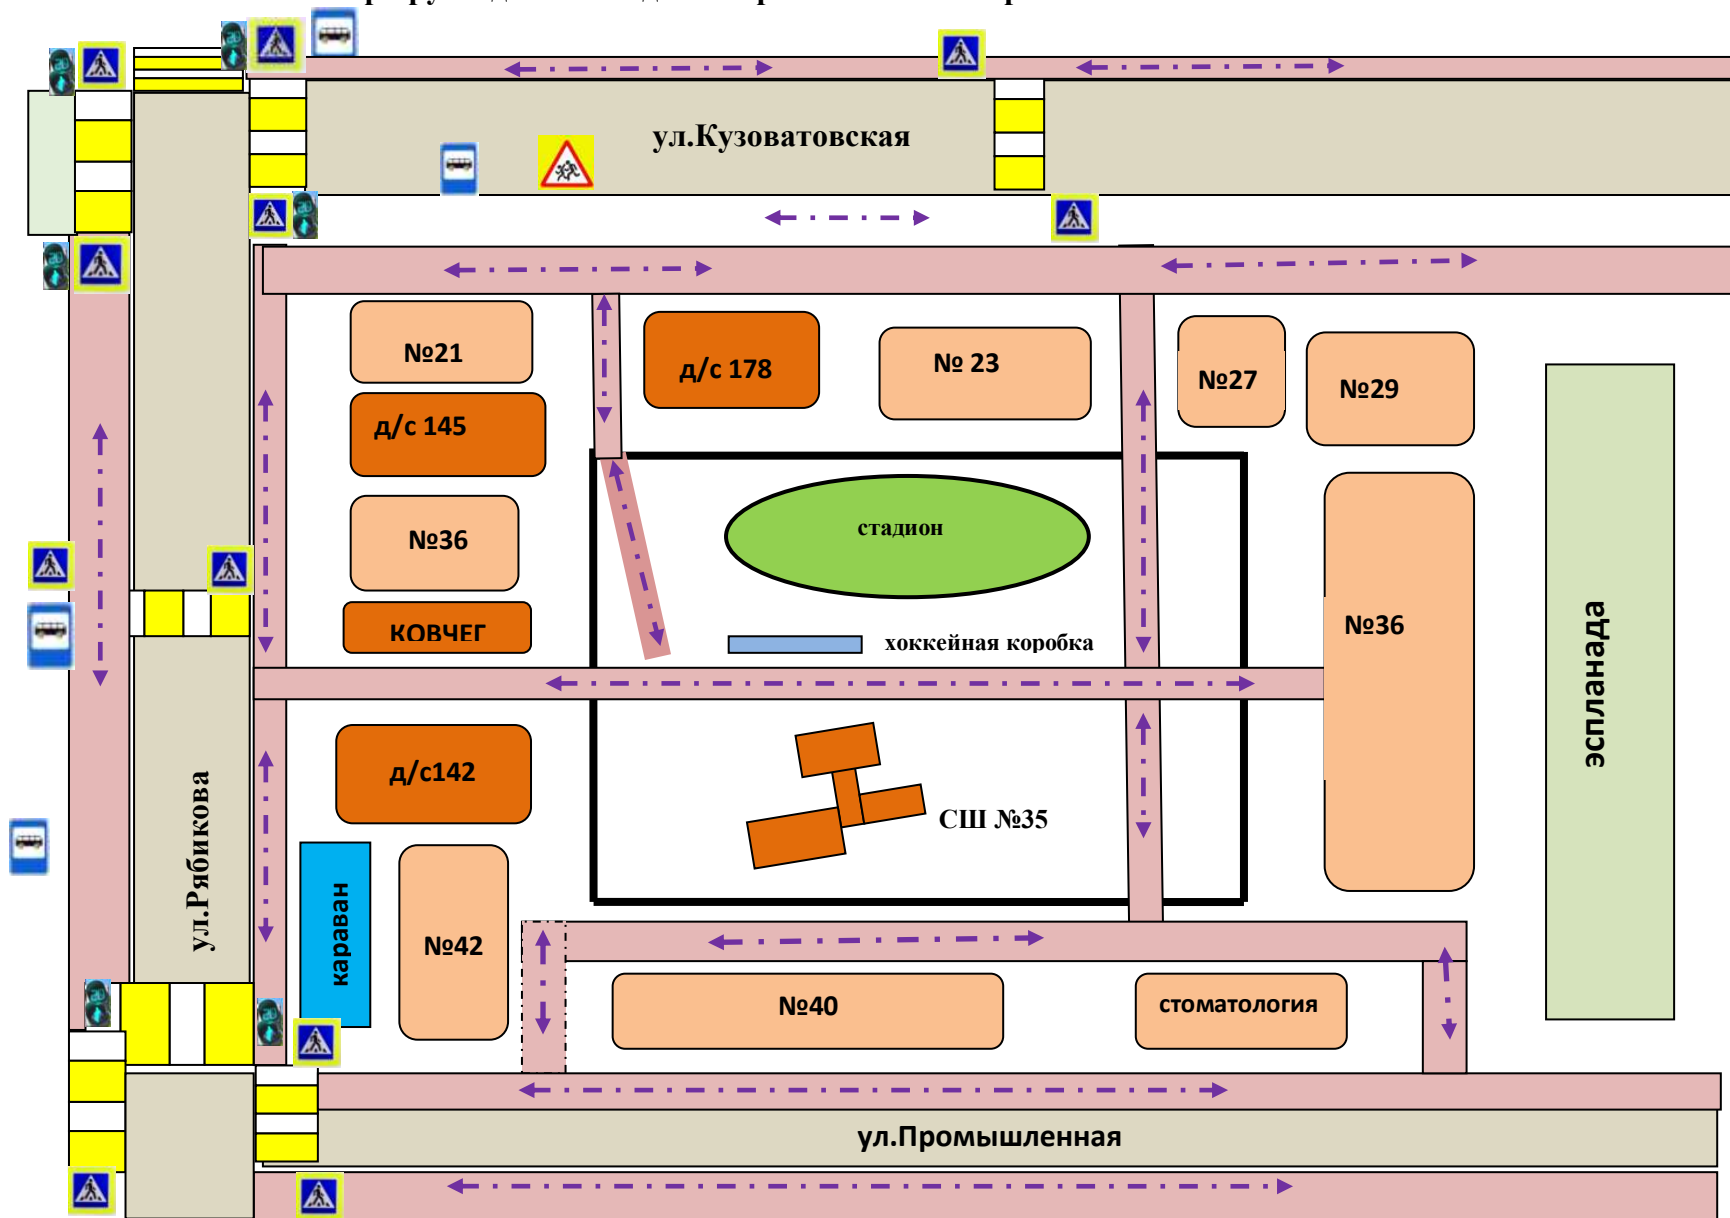 ул.Кузоватовская
№21
д/с 178
№ 23
№27
№29
д/с 145
№36
стадион
КОВЧЕГ
хоккейная коробка
№36
эспланада
д/с142
СШ №35
ул.Рябикова
караван
№42
№40
стоматология
ул.Промышленная